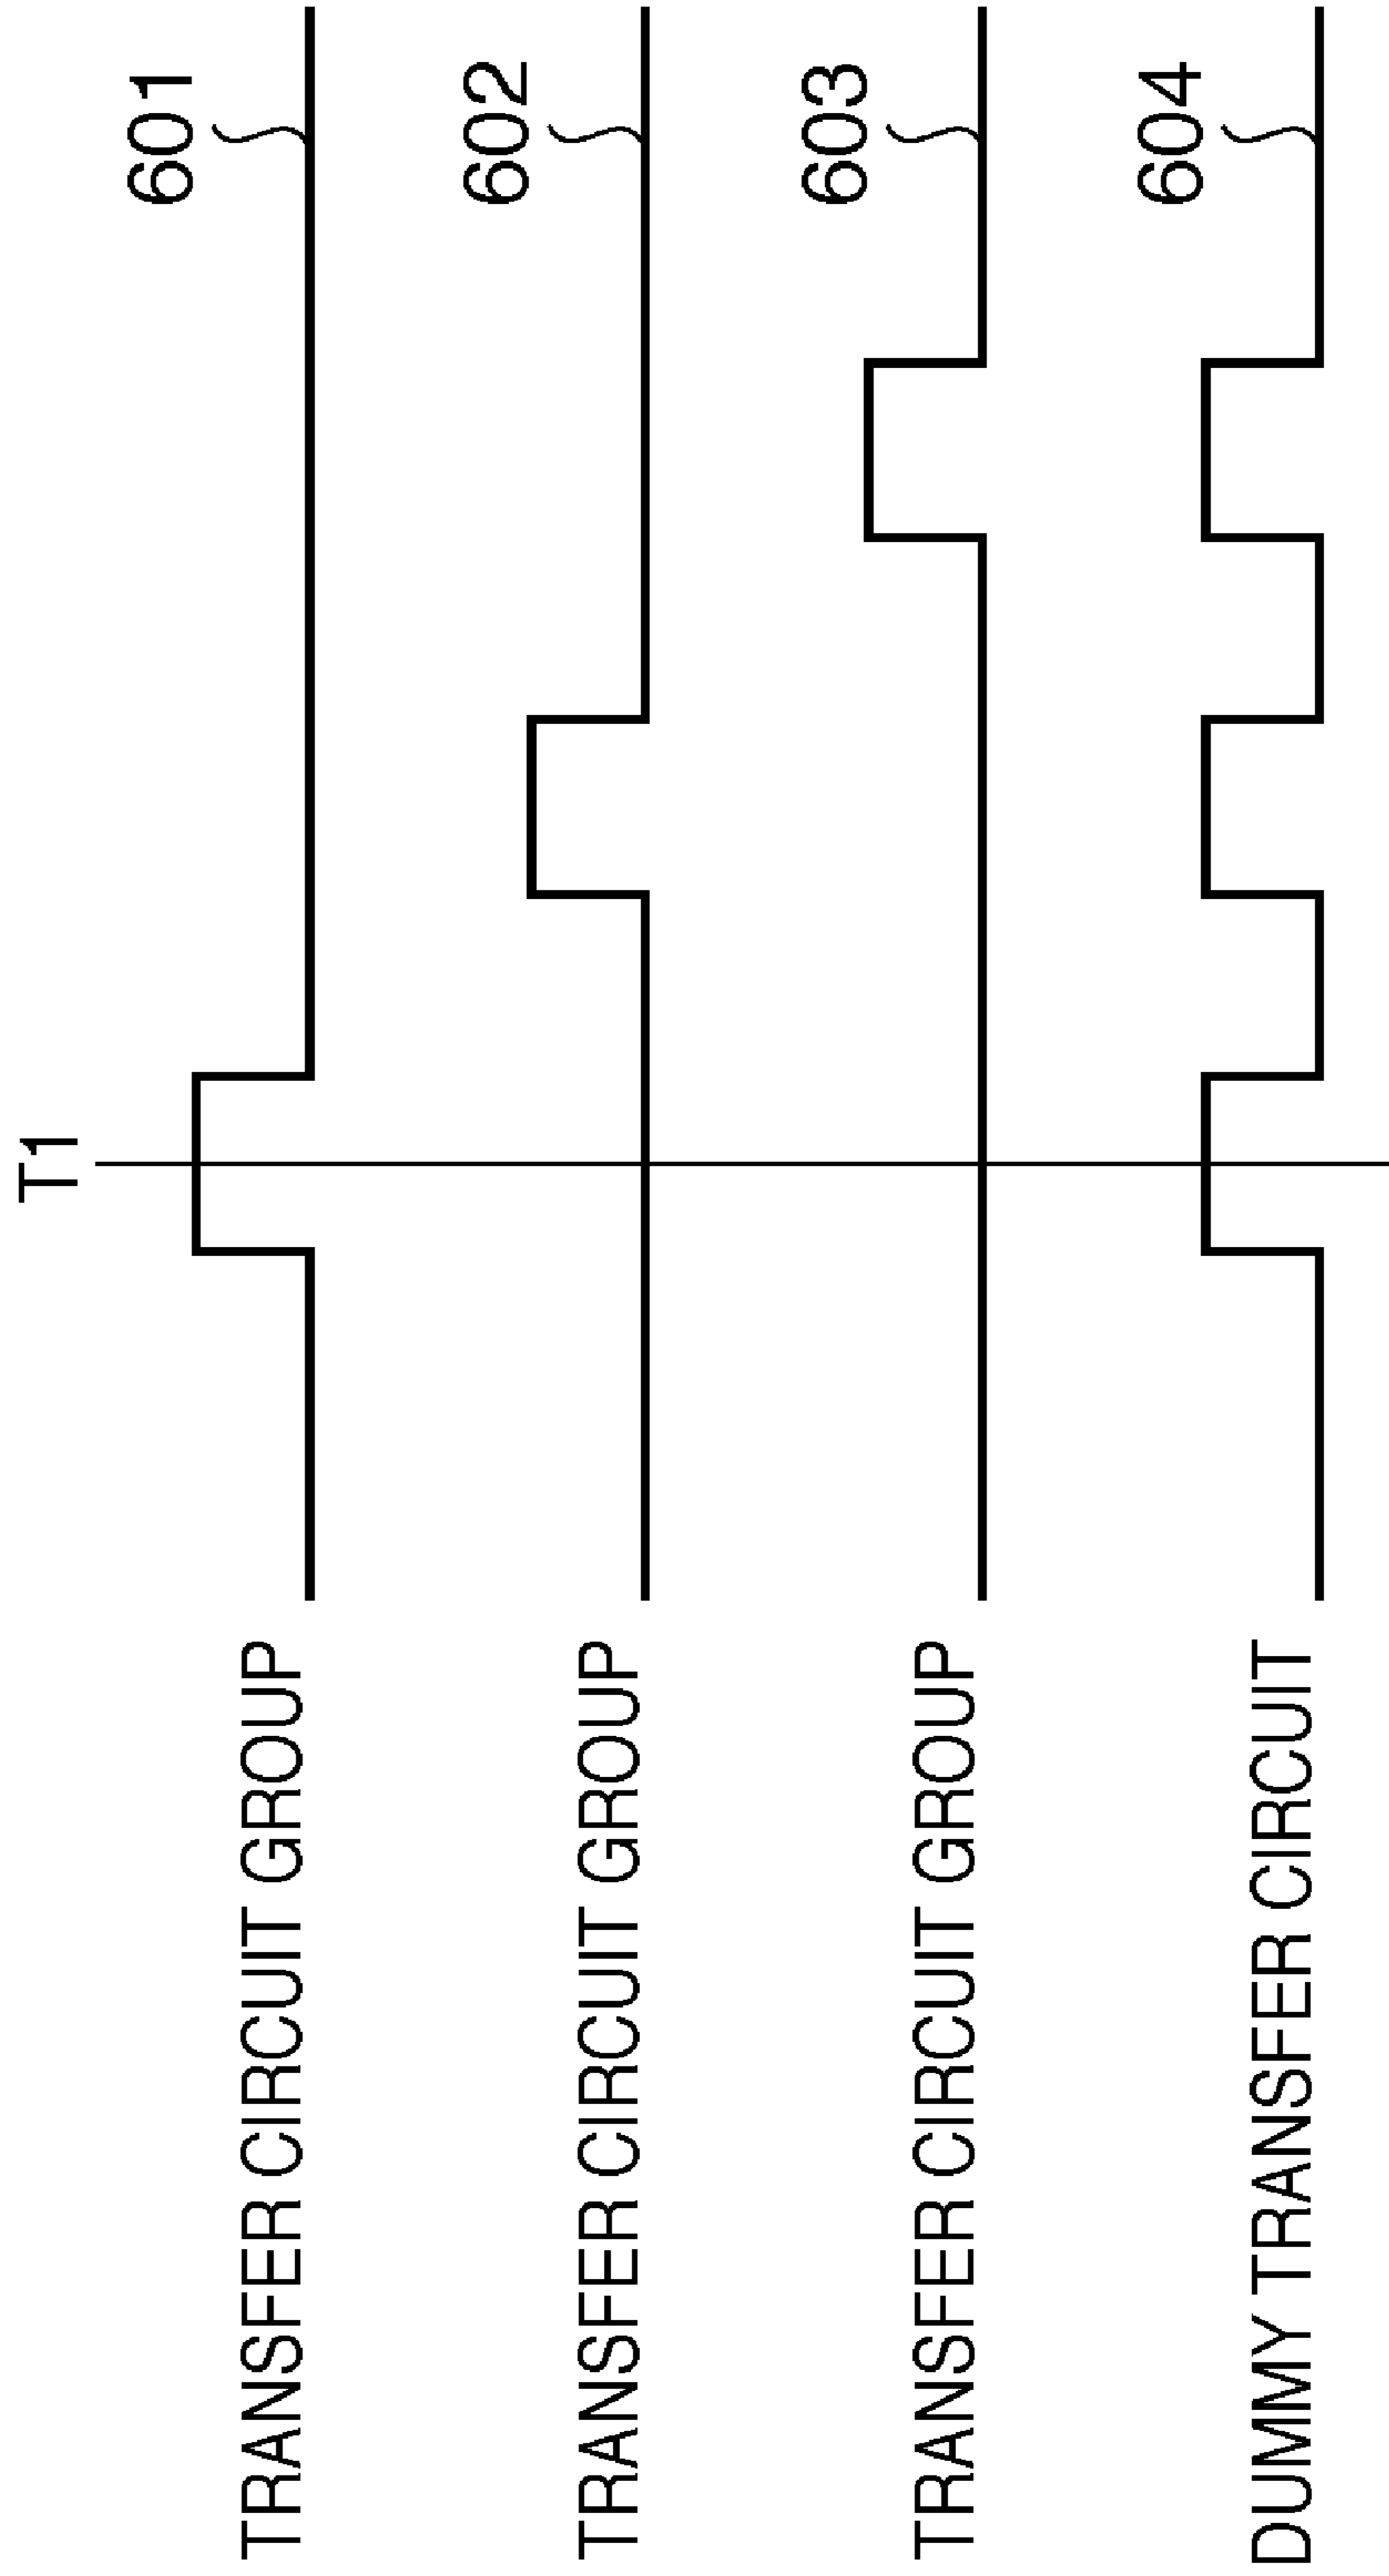 T1
TRANSFER CIRCUIT GROUP 601
TRANSFER CIRCUIT GROUP 602
TRANSFER CIRCUIT GROUP 603
DUMMY TRANSFER CIRCUIT 604